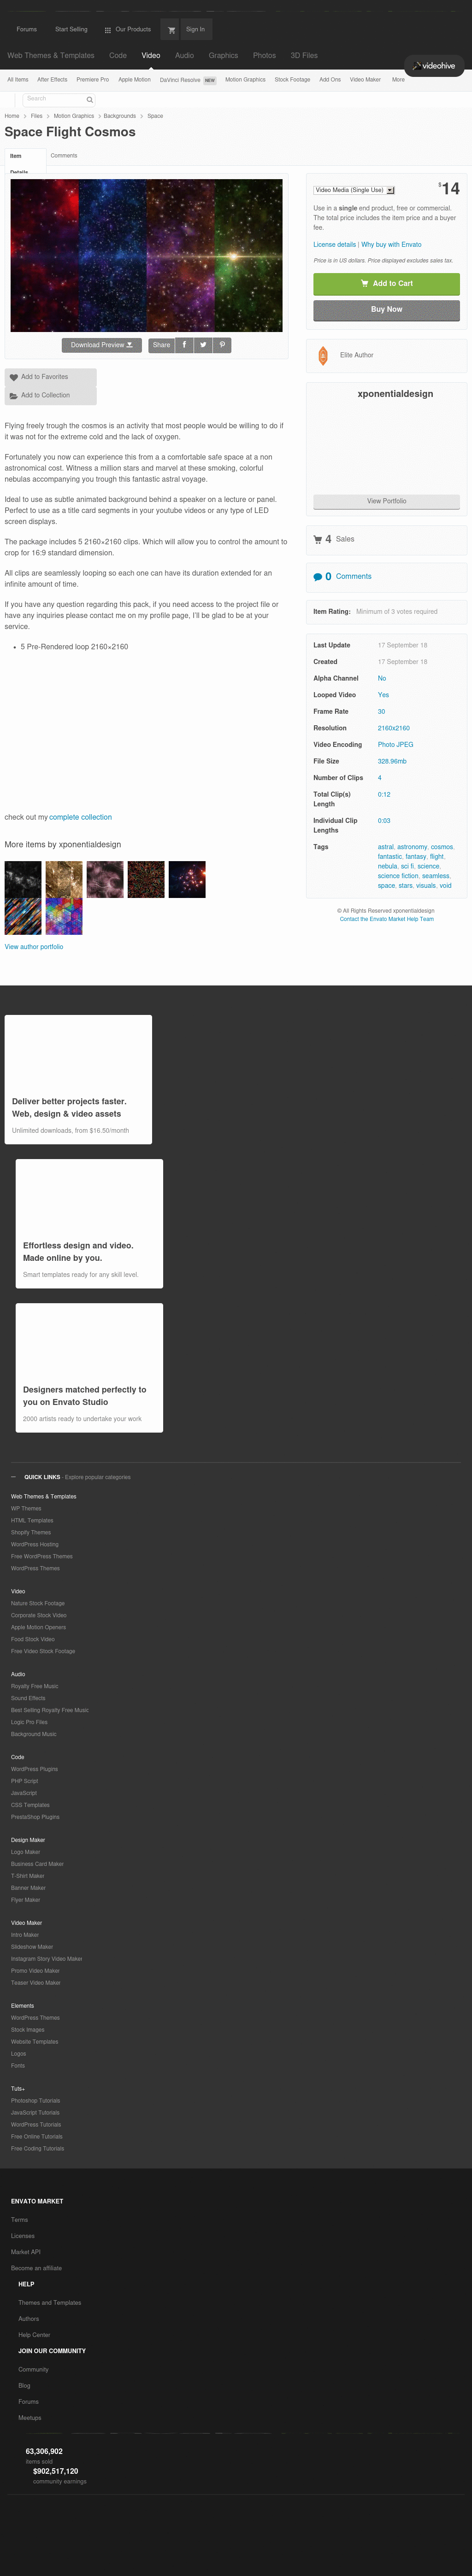 Forums
Start Selling
Our Products
Sign In
Web Themes & Templates
Code
Video
Audio
Graphics
Photos
3D Files
videohive
All Items
After Effects
Premiere Pro
Apple Motion
DaVinci Resolve NEW
Motion Graphics
Stock Footage
Add Ons
Video Maker
More
Search
Home
Files
Motion Graphics
Backgrounds
Space
Space Flight Cosmos
Item
Details
Comments
Download Preview
Share
Add to Favorites
Add to Collection
Flying freely through the cosmos is an activity that most people would be willing to do if
it wasn't for the extreme cold and the lack of oxygen.
Fortunately you can experience this from a comfortable safe space at a non
astronomical cost. Witness a million stars and marvel at these smoking, colorful
nebulas accompanying you trough this fantastic astral voyage.
Ideal to use as animated background behind a speaker on a lecture or panel.
Perfect to use as a title card segments in your youtube videos or any type of LED
screen displays.
The package includes 5 2160×2160 clips. Which will allow you to control the amount to
crop for 16:9 standard dimension.
All clips are seamlessly looping so each one can have its duration extended for an
infinite amount of time.
If you have any question regarding this pack, if you need access to the project file or
have any inquiries please contact me on my profile page, I'll be glad to be at your
service.
5 Pre-Rendered loop 2160×2160
check out my complete collection
More items by xponentialdesign
View author portfolio
Video Media (Single Use)
$14
Use in a single end product, free or commercial.
The total price includes the item price and a buyer
fee.
License details | Why buy with Envato
Price is in US dollars. Price displayed excludes sales tax.
Add to Cart
Buy Now
Elite Author
xponentialdesign
View Portfolio
4 Sales
0 Comments
Item Rating: Minimum of 3 votes required
Last Update 17 September 18
Created 17 September 18
Alpha Channel No
Looped Video Yes
Frame Rate 30
Resolution 2160x2160
Video Encoding Photo JPEG
File Size 328.96mb
Number of Clips 4
Total Clip(s) 0:12
Length
Individual Clip 0:03
Lengths
Tags astral, astronomy, cosmos,
fantastic, fantasy, flight,
nebula, sci fi, science,
science fiction, seamless,
space, stars, visuals, void
© All Rights Reserved xponentialdesign
Contact the Envato Market Help Team
Deliver better projects faster.
Web, design & video assets
Unlimited downloads, from $16.50/month
Effortless design and video.
Made online by you.
Smart templates ready for any skill level.
Designers matched perfectly to
you on Envato Studio
2000 artists ready to undertake your work
QUICK LINKS - Explore popular categories
Web Themes & Templates
WP Themes
HTML Templates
Shopify Themes
WordPress Hosting
Free WordPress Themes
WordPress Themes
Video
Nature Stock Footage
Corporate Stock Video
Apple Motion Openers
Food Stock Video
Free Video Stock Footage
Audio
Royalty Free Music
Sound Effects
Best Selling Royalty Free Music
Logic Pro Files
Background Music
Code
WordPress Plugins
PHP Script
JavaScript
CSS Templates
PrestaShop Plugins
Design Maker
Logo Maker
Business Card Maker
T-Shirt Maker
Banner Maker
Flyer Maker
Video Maker
Intro Maker
Slideshow Maker
Instagram Story Video Maker
Promo Video Maker
Teaser Video Maker
Elements
WordPress Themes
Stock Images
Website Templates
Logos
Fonts
Tuts+
Photoshop Tutorials
JavaScript Tutorials
WordPress Tutorials
Free Online Tutorials
Free Coding Tutorials
ENVATO MARKET
Terms
Licenses
Market API
Become an affiliate
HELP
Themes and Templates
Authors
Help Center
JOIN OUR COMMUNITY
Community
Blog
Forums
Meetups
63,306,902
items sold
$902,517,120
community earnings